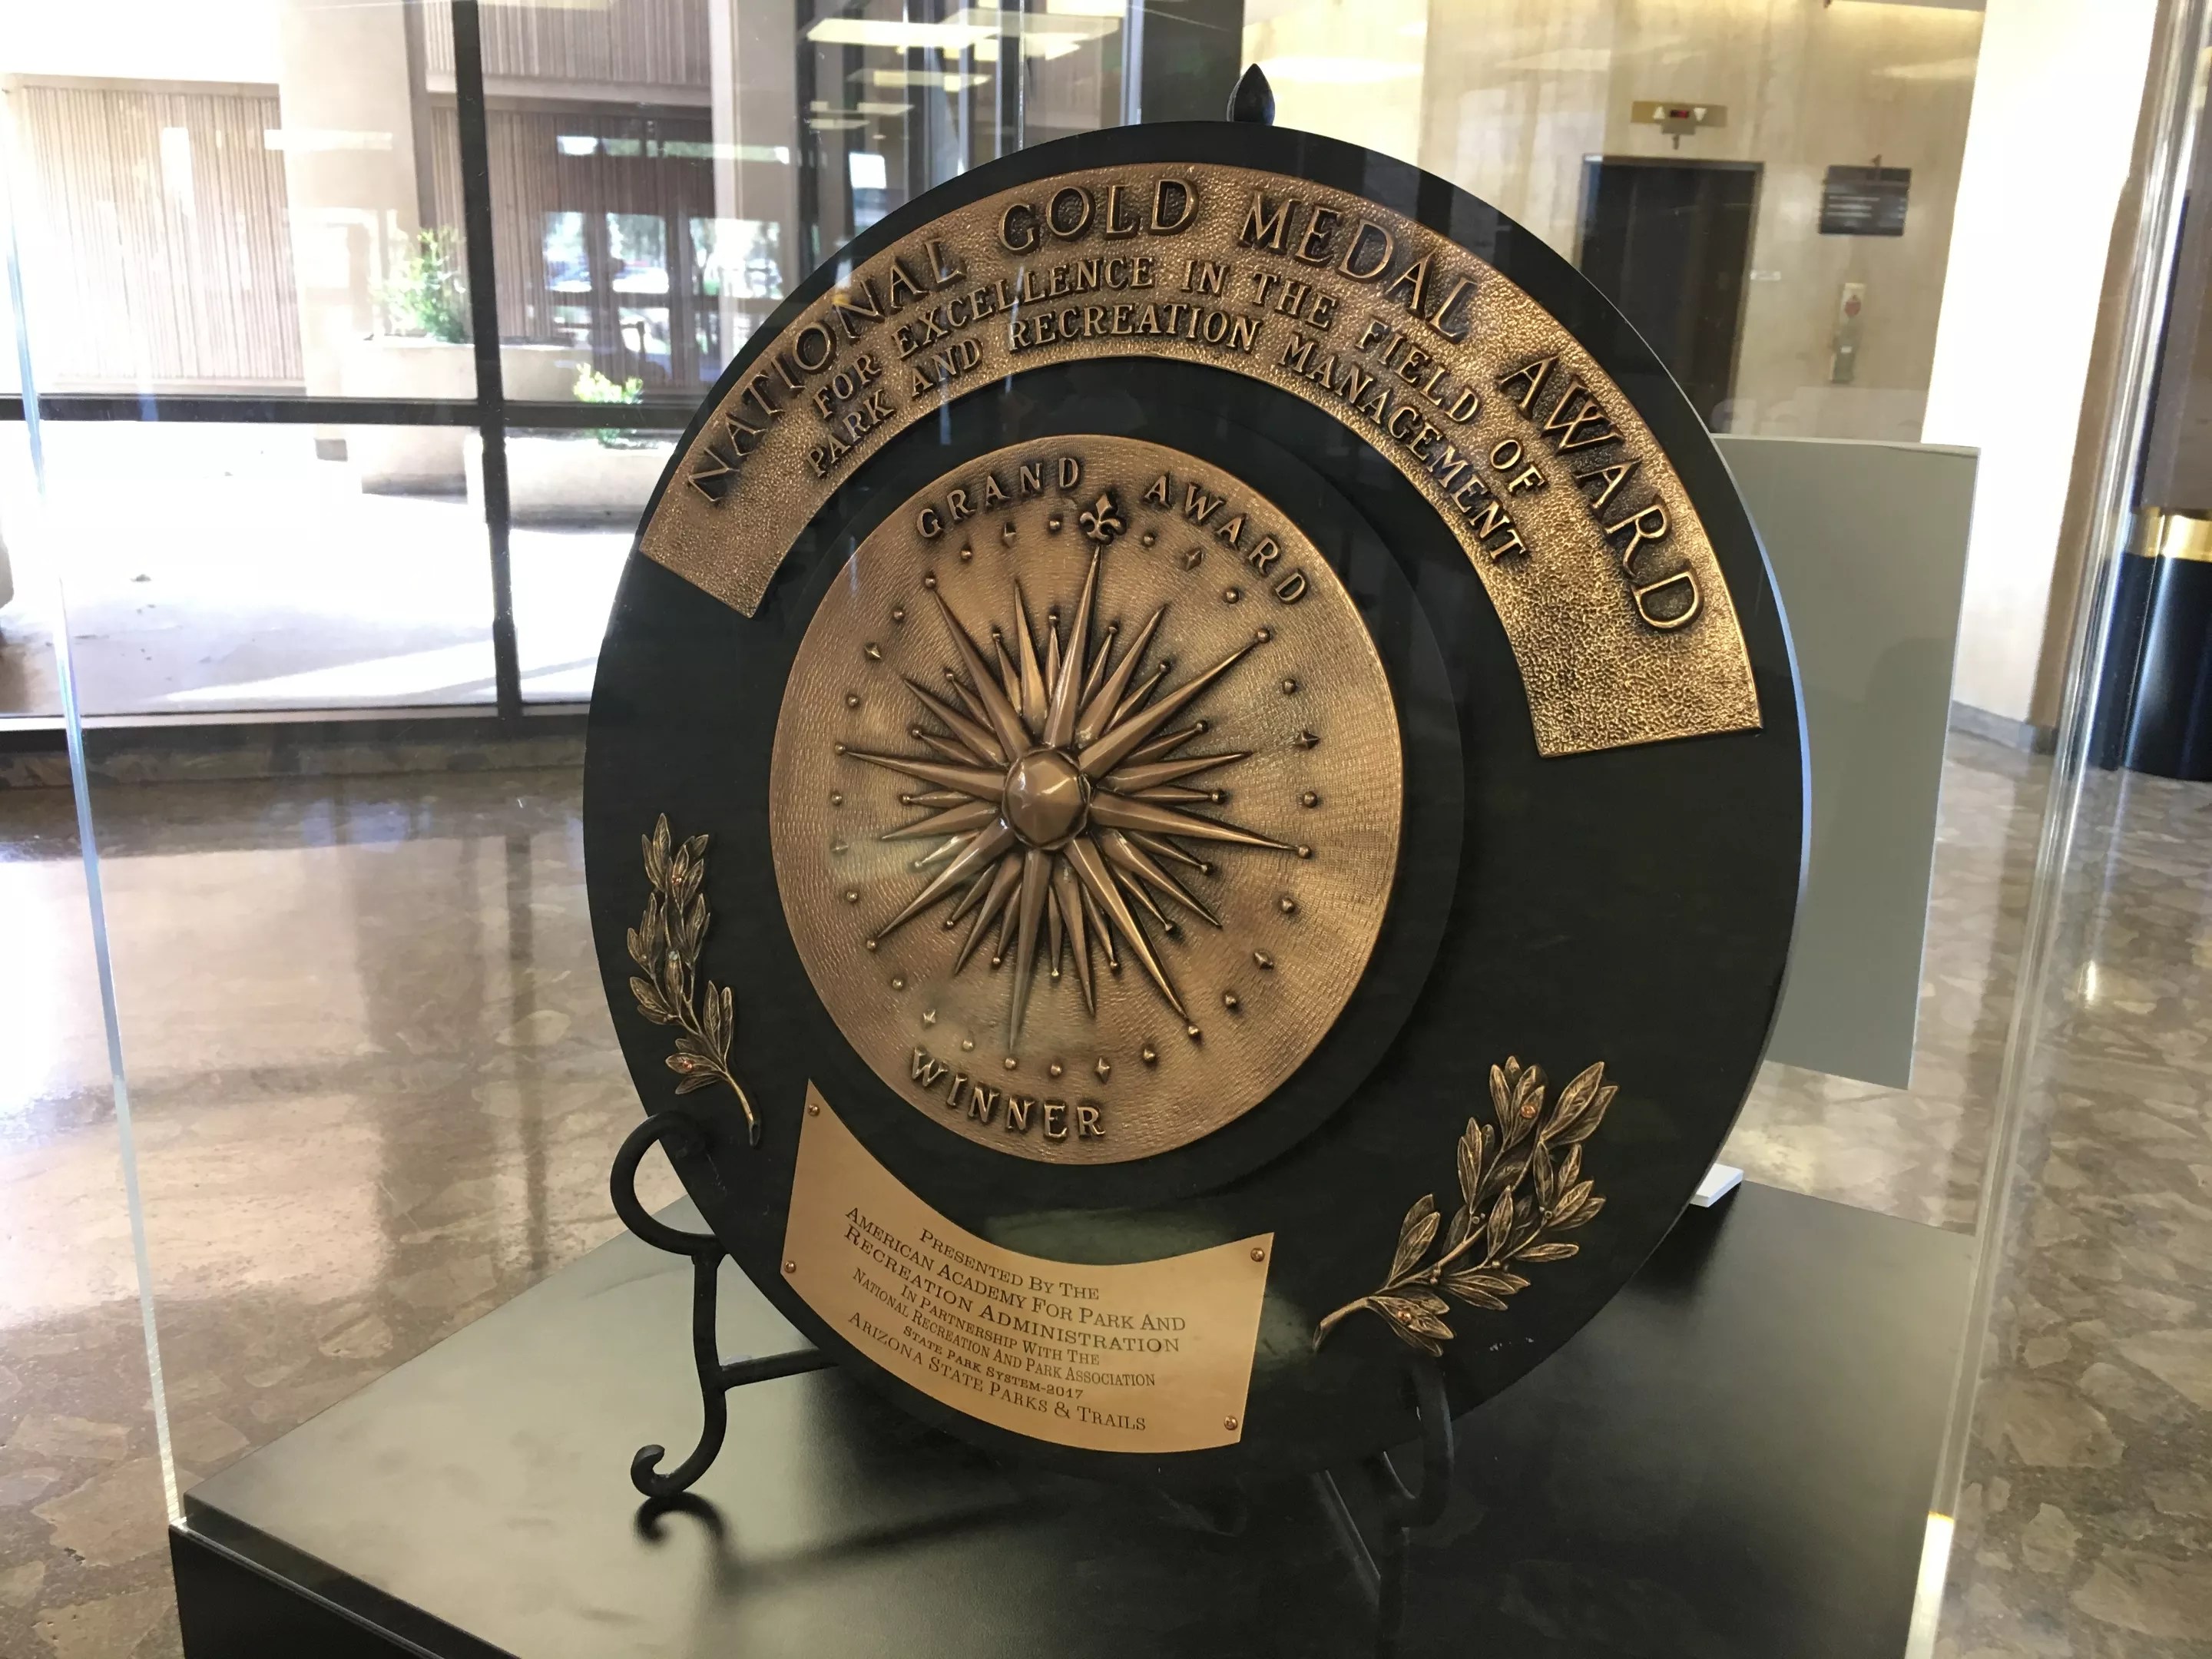 NATIONAL GOLD MEDAL AWARD
FOR EXCELLENCE IN THE FIELD OF
PARK AND RECREATION MANAGEMENT
GRAND AWARD
WINNER
PRESENTED BY THE
AMERICAN ACADEMY FOR PARK AND
RECREATION ADMINISTRATION
IN PARTNERSHIP WITH THE
NATIONAL RECREATION AND PARK ASSOCIATION
STATE PARK SYSTEM-2017
ARIZONA STATE PARKS & TRAILS